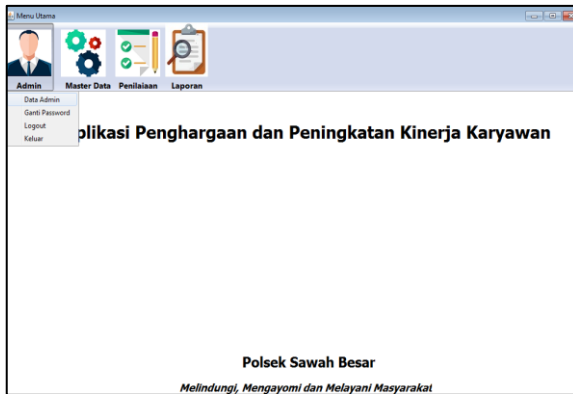 Menu Utama
Admin Master Data Penilaiaan Laporan
Data Admin
Ganti Password
Logout
Keluar
plikasi Penghargaan dan Peningkatan Kinerja Karyawan
Polsek Sawah Besar
Melindungi, Mengayomi dan Melayani Masyarakat